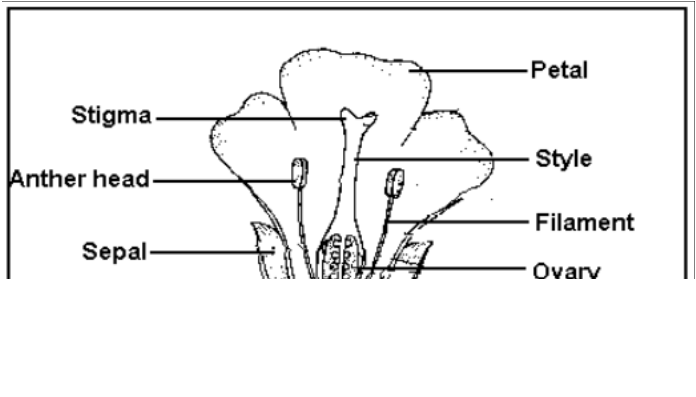 Petal
Stigma
Style
Anther head
Filament
Sepal
Ovary